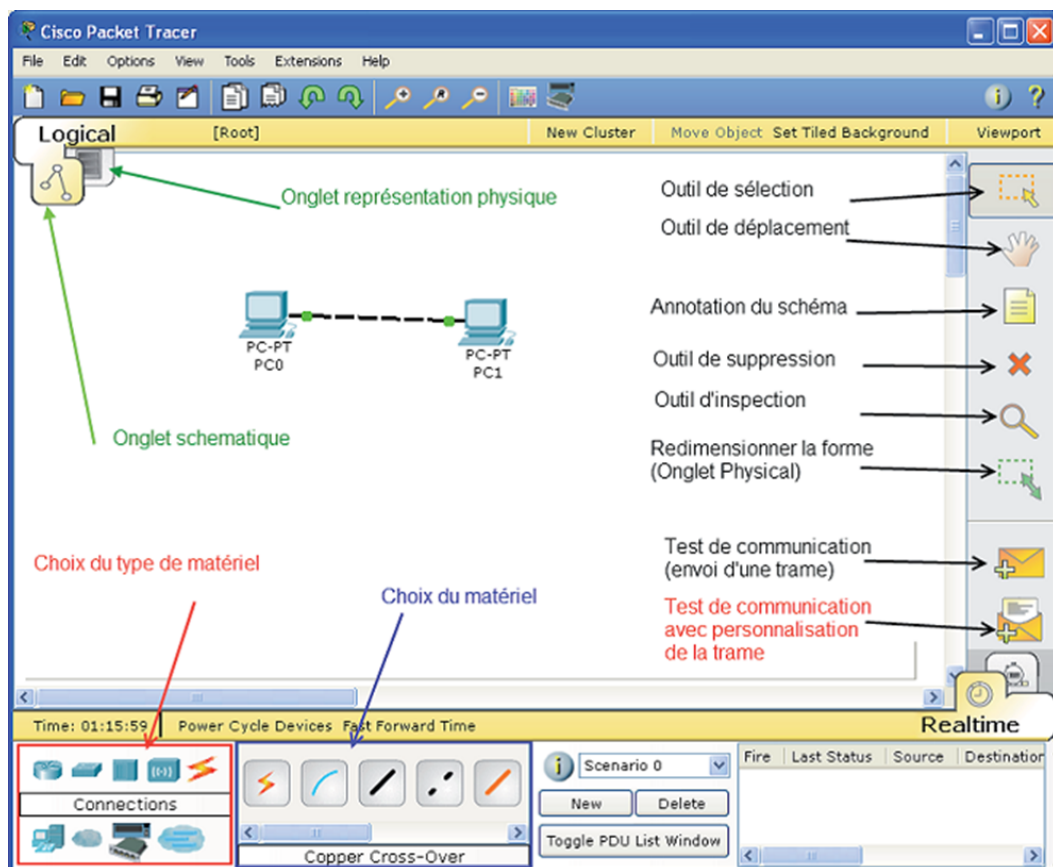 Cisco Packet Tracer
File Edit Options View Tools Extensions Help
Logical [Root] New Cluster Move Object Set Tiled Background Viewport
Onglet représentation physique
Outil de sélection
Outil de déplacement
Annotation du schéma
PC-PT
PC0
PC-PT
PC1
Outil de suppression
Outil d'inspection
Onglet schematique
Redimensionner la forme
(Onglet Physical)
Choix du type de matériel
Choix du matériel
Test de communication
(envoi d'une trame)
Test de communication
avec personnalisation
de la trame
Time: 01:15:59 Power Cycle Devices Fast Forward Time Realtime
Connections
Copper Cross-Over
Scenario 0
New Delete
Toggle PDU List Window
Fire Last Status Source Destination